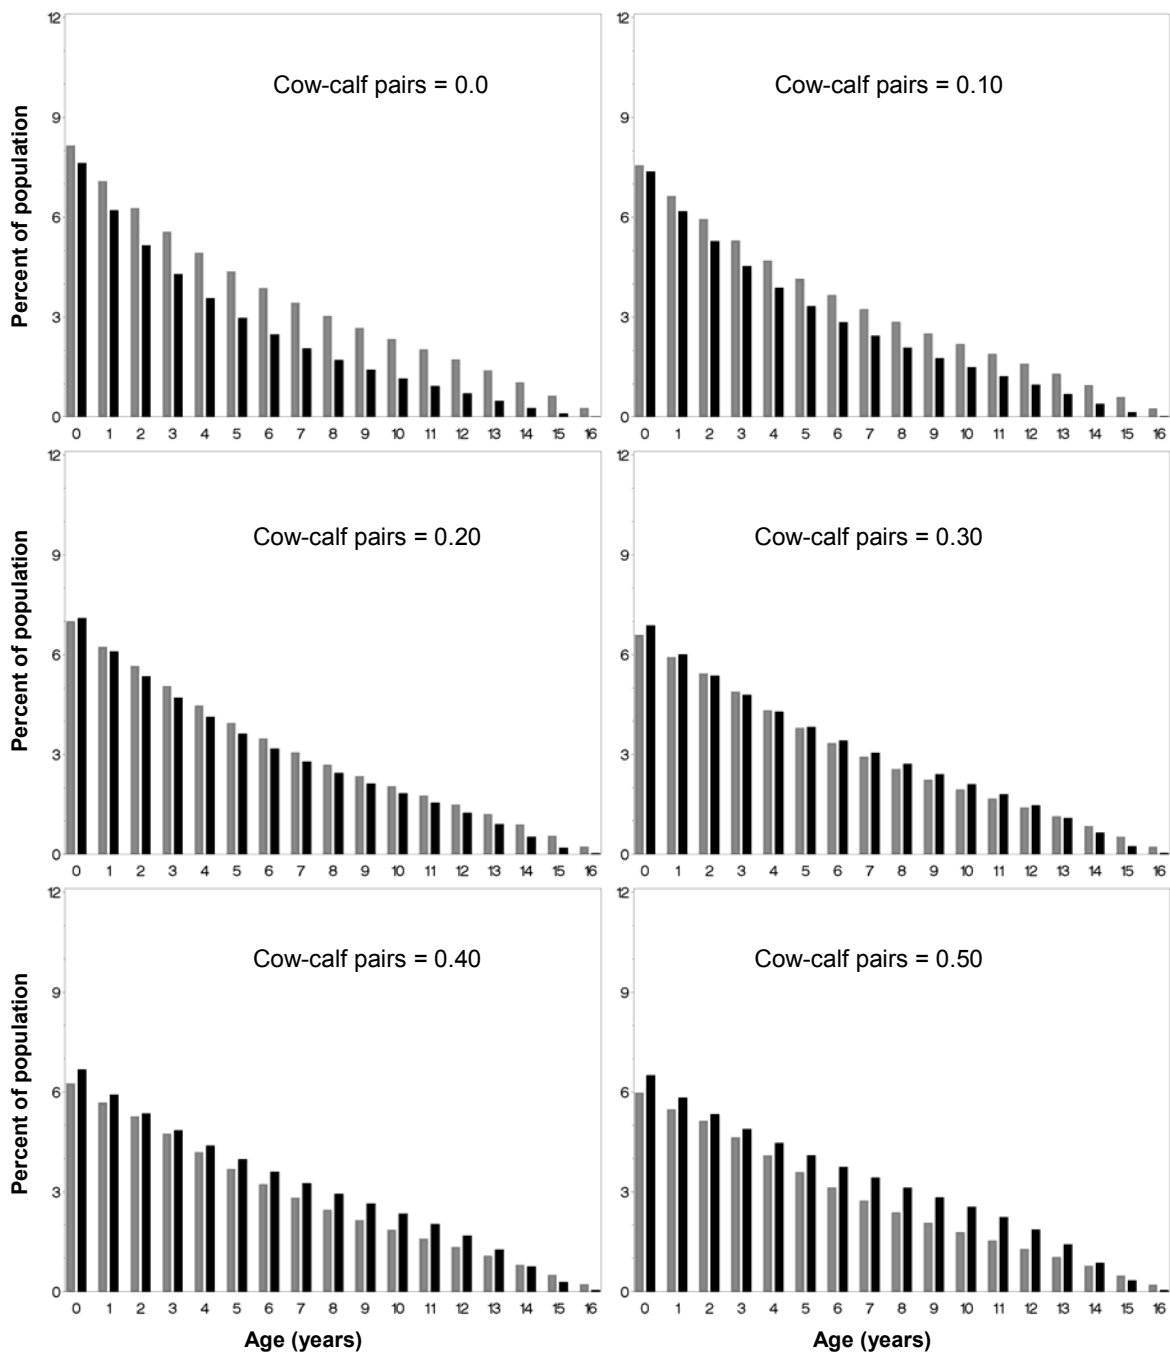 12
9
6
3
0
Percent of population
Cow-calf pairs = 0.0
0 1 2 3 4 5 6 7 8 9 10 11 12 13 14 15 16
12
9
6
3
0
Cow-calf pairs = 0.10
0 1 2 3 4 5 6 7 8 9 10 11 12 13 14 15 16
12
9
6
3
0
Percent of population
Cow-calf pairs = 0.20
0 1 2 3 4 5 6 7 8 9 10 11 12 13 14 15 16
12
9
6
3
0
Cow-calf pairs = 0.30
0 1 2 3 4 5 6 7 8 9 10 11 12 13 14 15 16
12
9
6
3
0
Percent of population
Cow-calf pairs = 0.40
0 1 2 3 4 5 6 7 8 9 10 11 12 13 14 15 16
Age (years)
12
9
6
3
0
Cow-calf pairs = 0.50
0 1 2 3 4 5 6 7 8 9 10 11 12 13 14 15 16
Age (years)